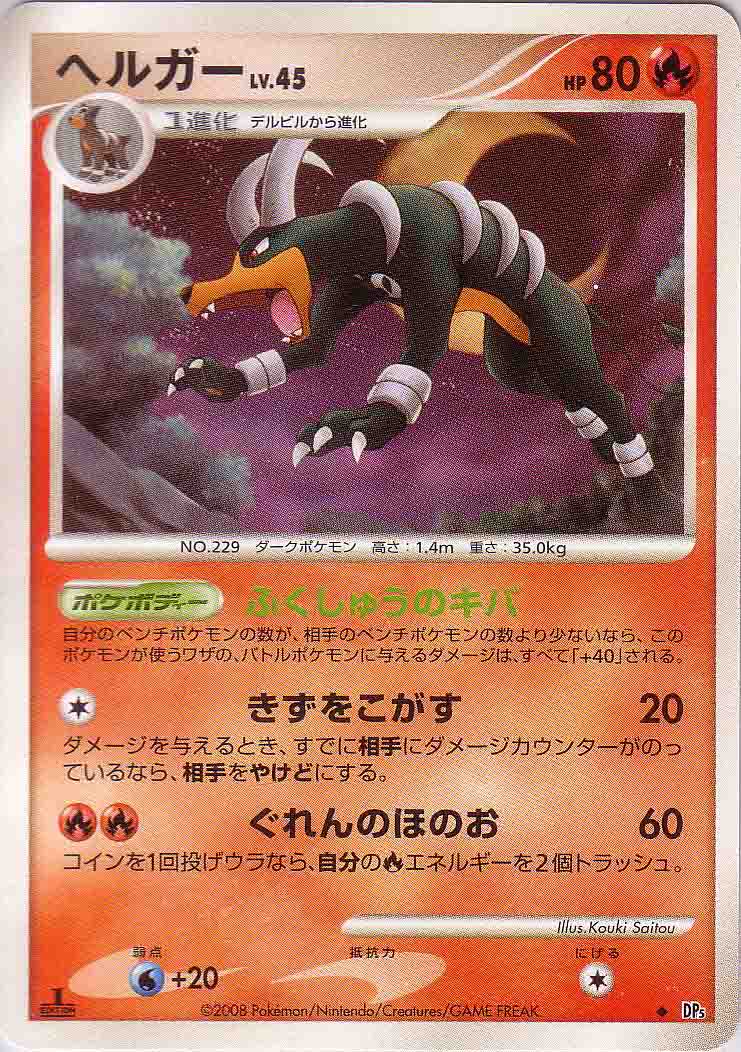 ヘルガー LV.45 HP 80
1進化 デルビルから進化
NO.229 ダークポケモン 高さ：1.4m 重さ：35.0kg
ポケボディー ふくしゅうのキバ
自分のベンチポケモンの数が、相手のベンチポケモンの数より少ないなら、この
ポケモンが使うワザの、バトルポケモンに与えるダメージは、すべて「+40」される。
きずをこがす 20
ダメージを与えるとき、すでに相手にダメージカウンターがのっ
ているなら、相手をやけどにする。
ぐれんのほのお 60
コインを1回投げウラなら、自分のエネルギーを2個トラッシュ。
Illus.Kouki Saitou
弱点 抵抗力 にげる
+20
1 EDITION ©2008 Pokémon/Nintendo/Creatures/GAME FREAK. DP5